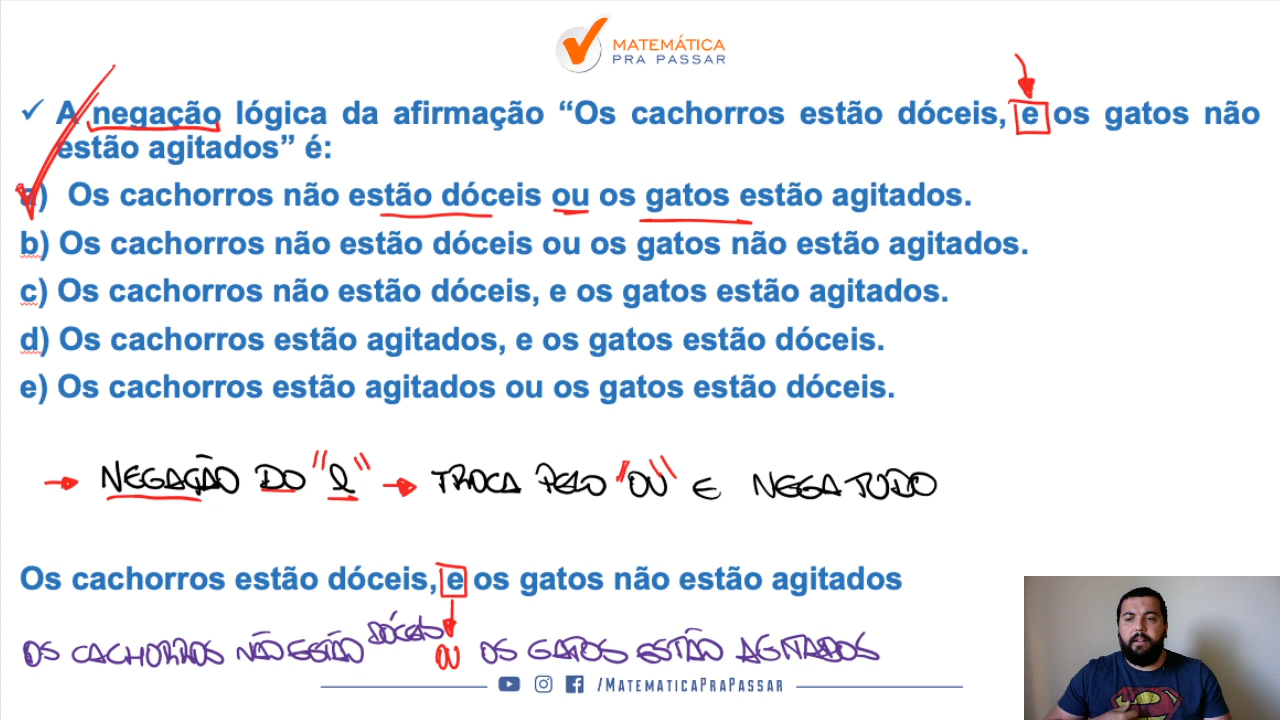 MATEMÁTICA
PRA PASSAR
✓ A negação lógica da afirmação “Os cachorros estão dóceis, e os gatos não
estão agitados” é:
a) Os cachorros não estão dóceis ou os gatos estão agitados.
b) Os cachorros não estão dóceis ou os gatos não estão agitados.
c) Os cachorros não estão dóceis, e os gatos estão agitados.
d) Os cachorros estão agitados, e os gatos estão dóceis.
e) Os cachorros estão agitados ou os gatos estão dóceis.
→ NEGAÇÃO DO "e" → TROCA PELO "OU" E NEGA TUDO
Os cachorros estão dóceis, e os gatos não estão agitados
OS CACHORROS NÃO ESTÃO DÓCEIS OU OS GATOS ESTÃO AGITADOS
/MATEMATICAPRAPASSAR